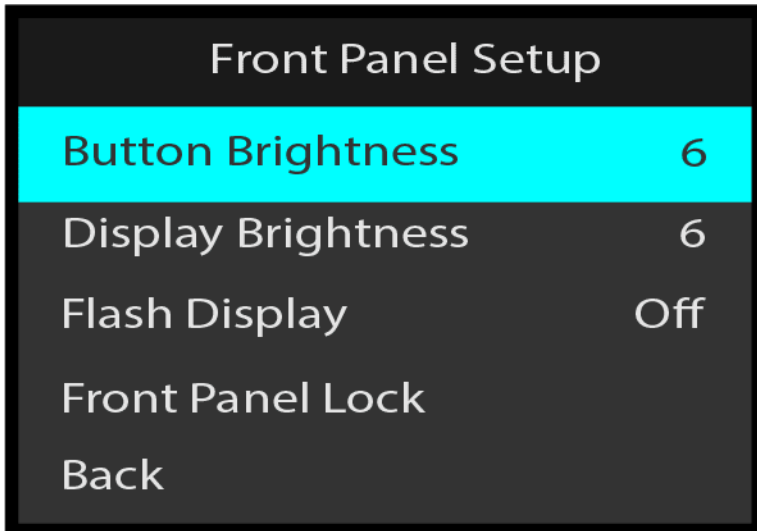 Front Panel Setup
Button Brightness 6
Display Brightness 6
Flash Display Off
Front Panel Lock
Back